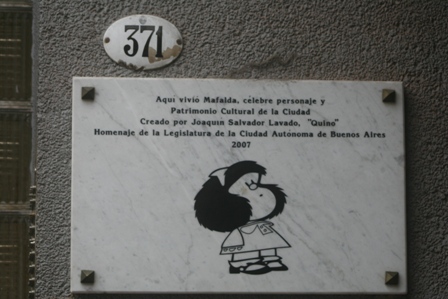 371
Aquí vivió Mafalda, célebre personaje y
Patrimonio Cultural de la Ciudad
Creado por Joaquín Salvador Lavado, "Quino"
Homenaje de la Legislatura de la Ciudad Autónoma de Buenos Aires
2007